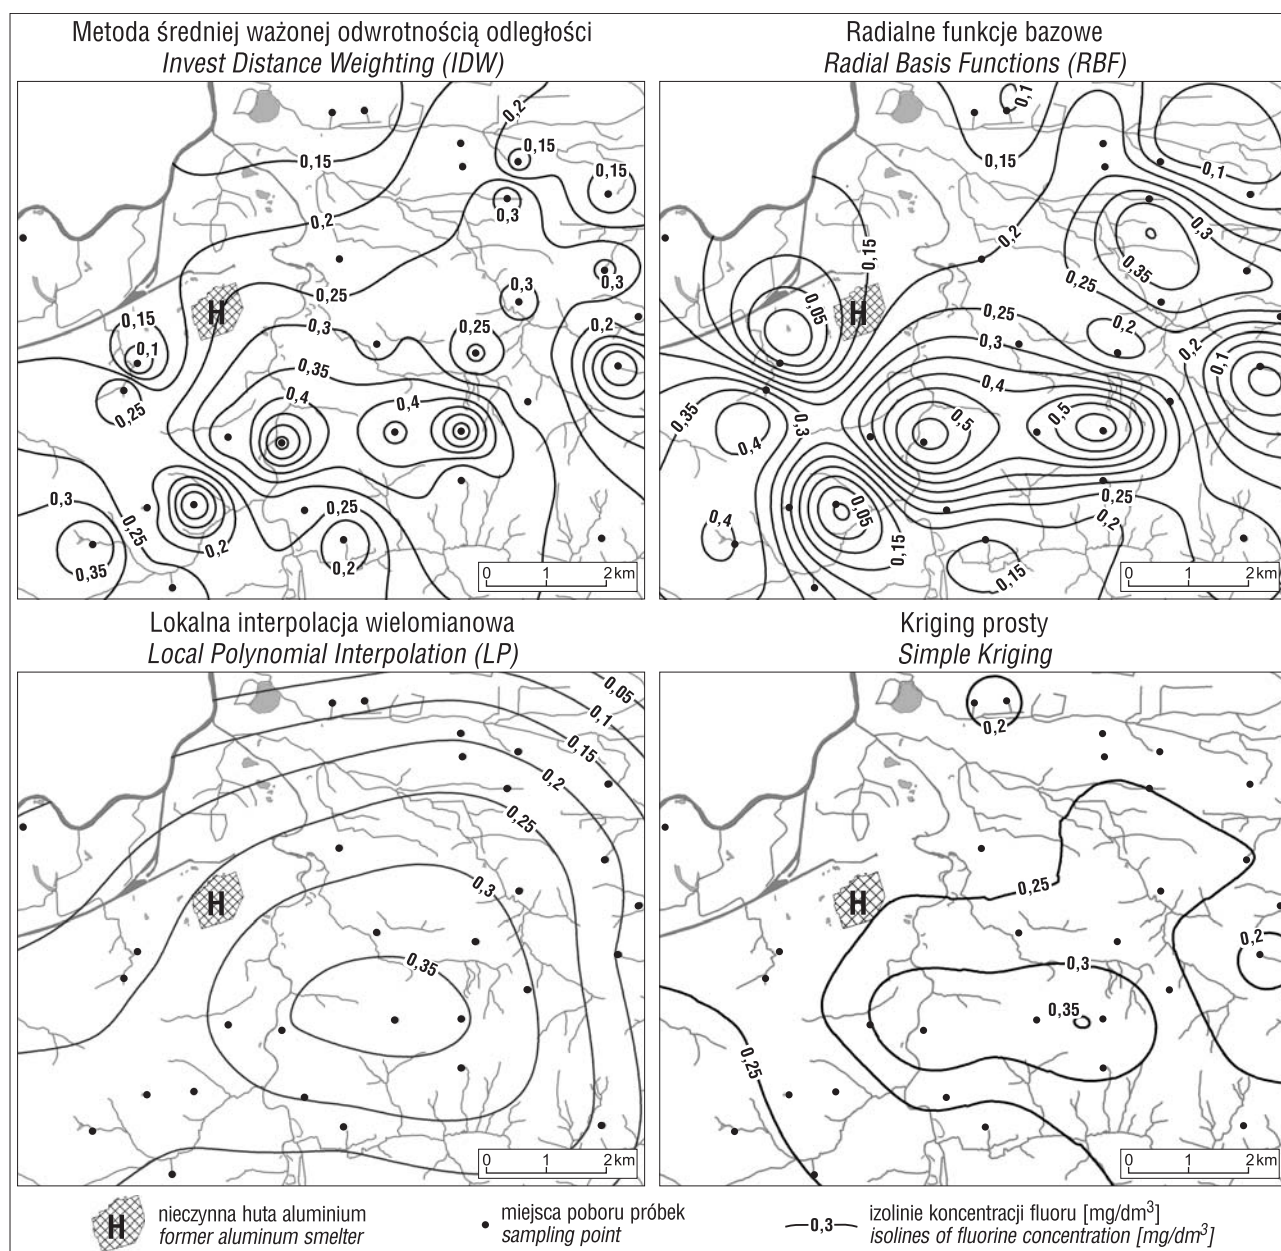 Metoda średniej ważonej odwrotnością odległości
Invest Distance Weighting (IDW)
0,2
0,15
0,15
0,15
0,2
0,3
0,25
0,3
0,3
H
0,15
0,3
0,25
0,2
0,1
0,35
0,25
0,4
0,4
0,3
0,25
0,25
0,2
0,35
0,2
0 1 2 km
Radialne funkcje bazowe
Radial Basis Functions (RBF)
0,1
0,15
0,1
0,2
0,3
0,15
0,35
0,25
H
0,05
0,25
0,2
0,3
0,2
0,1
0,4
0,35
0,3
0,4
0,5
0,5
0,25
0,2
0,4
0,05
0,15
0,15
0 1 2 km
Lokalna interpolacja wielomianowa
Local Polynomial Interpolation (LP)
0,05
0,1
0,15
0,2
0,25
0,3
H
0,35
0 1 2 km
Kriging prosty
Simple Kriging
0,2
0,25
H
0,2
0,3
0,35
0,25
0 1 2 km
H
nieczynna huta aluminium
former aluminum smelter
miejsca poboru próbek
sampling point
0,3
izolinie koncentracji fluoru [mg/dm³]
isolines of fluorine concentration [mg/dm³]